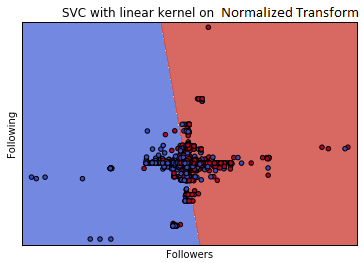 SVC with linear kernel on  Normalized Transform
Following
Followers